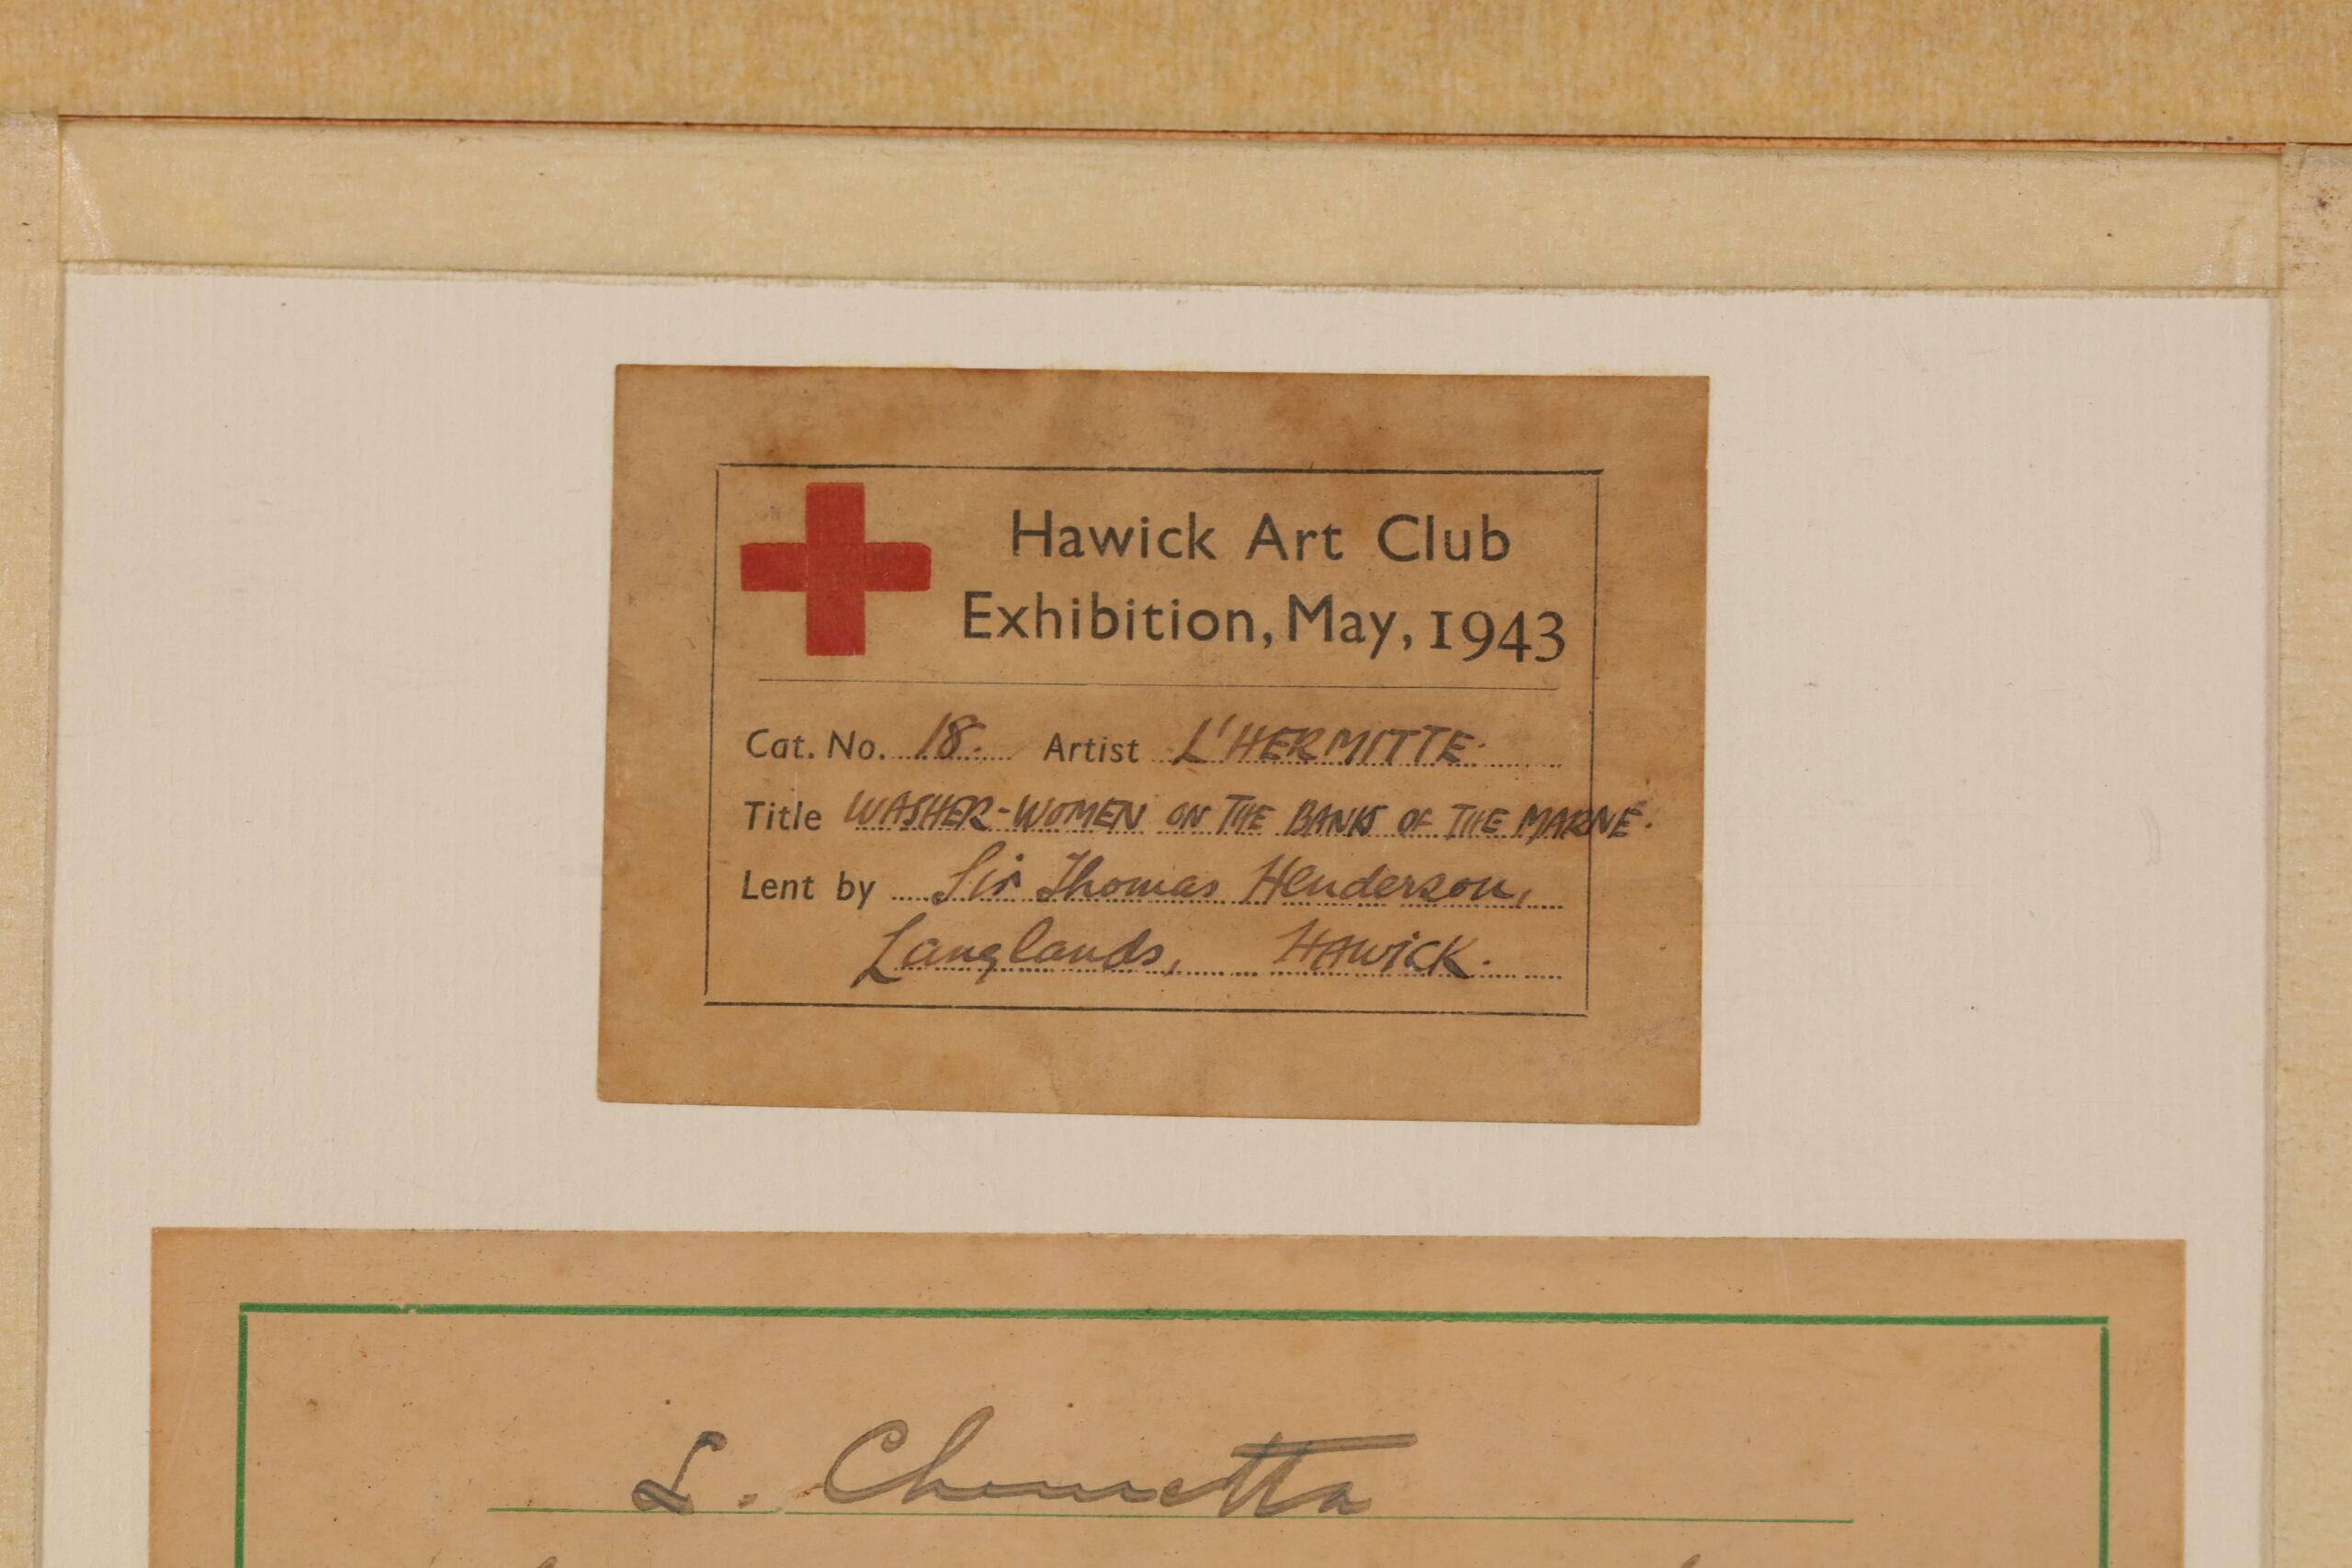 Hawick Art Club
Exhibition, May, 1943
Cat. No. 18. Artist L'HERMITTE.
Title WASHER-WOMEN ON THE BANKS OF THE MARNE.
Lent by Sir Thomas Henderson,
Langlands, HAWICK.
L.